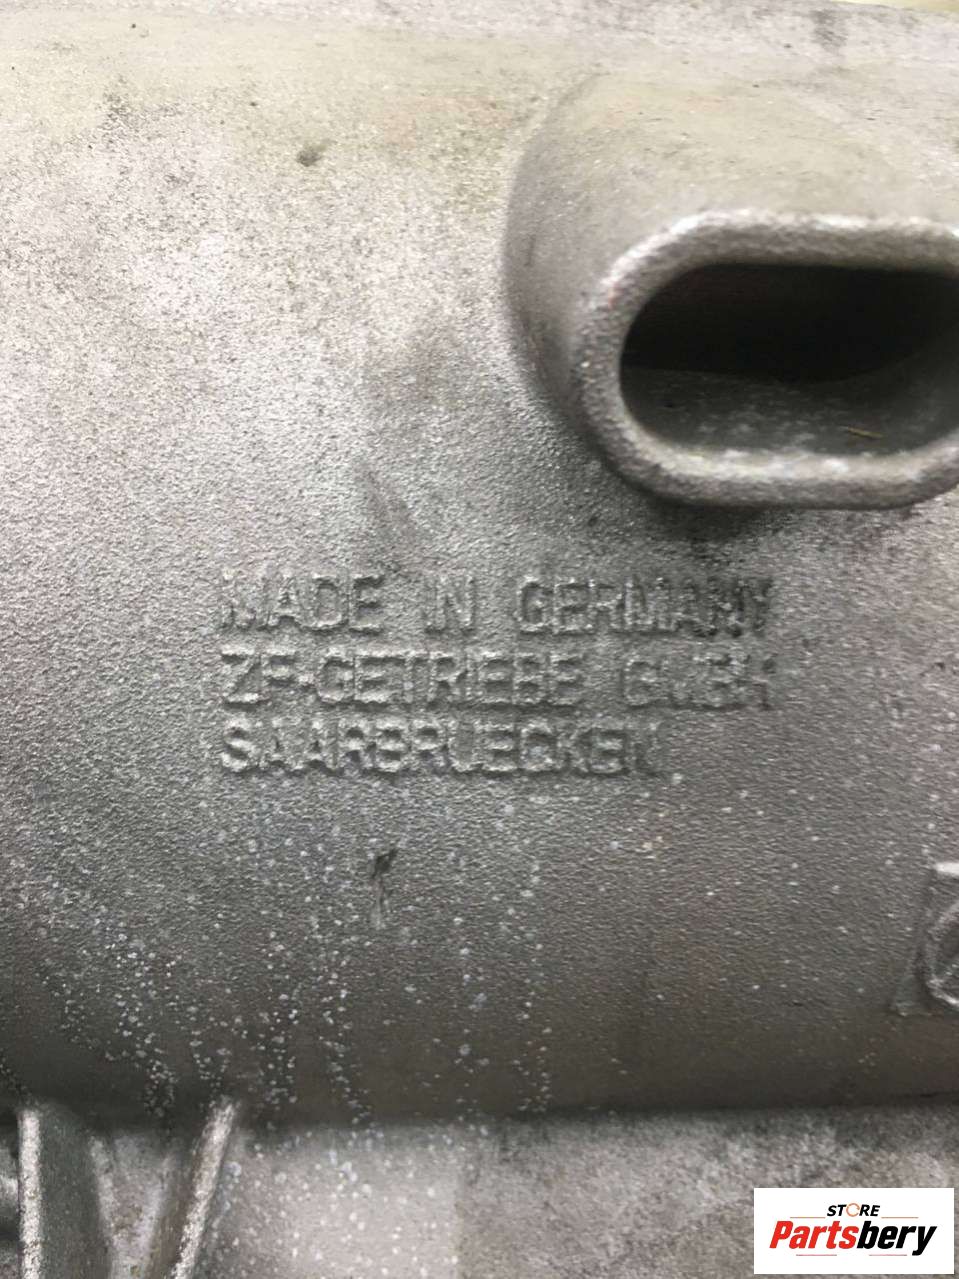 MADE IN GERMANY
ZF-GETRIEBE GMBH
SAARBRUECKEN
STORE
Partsbery